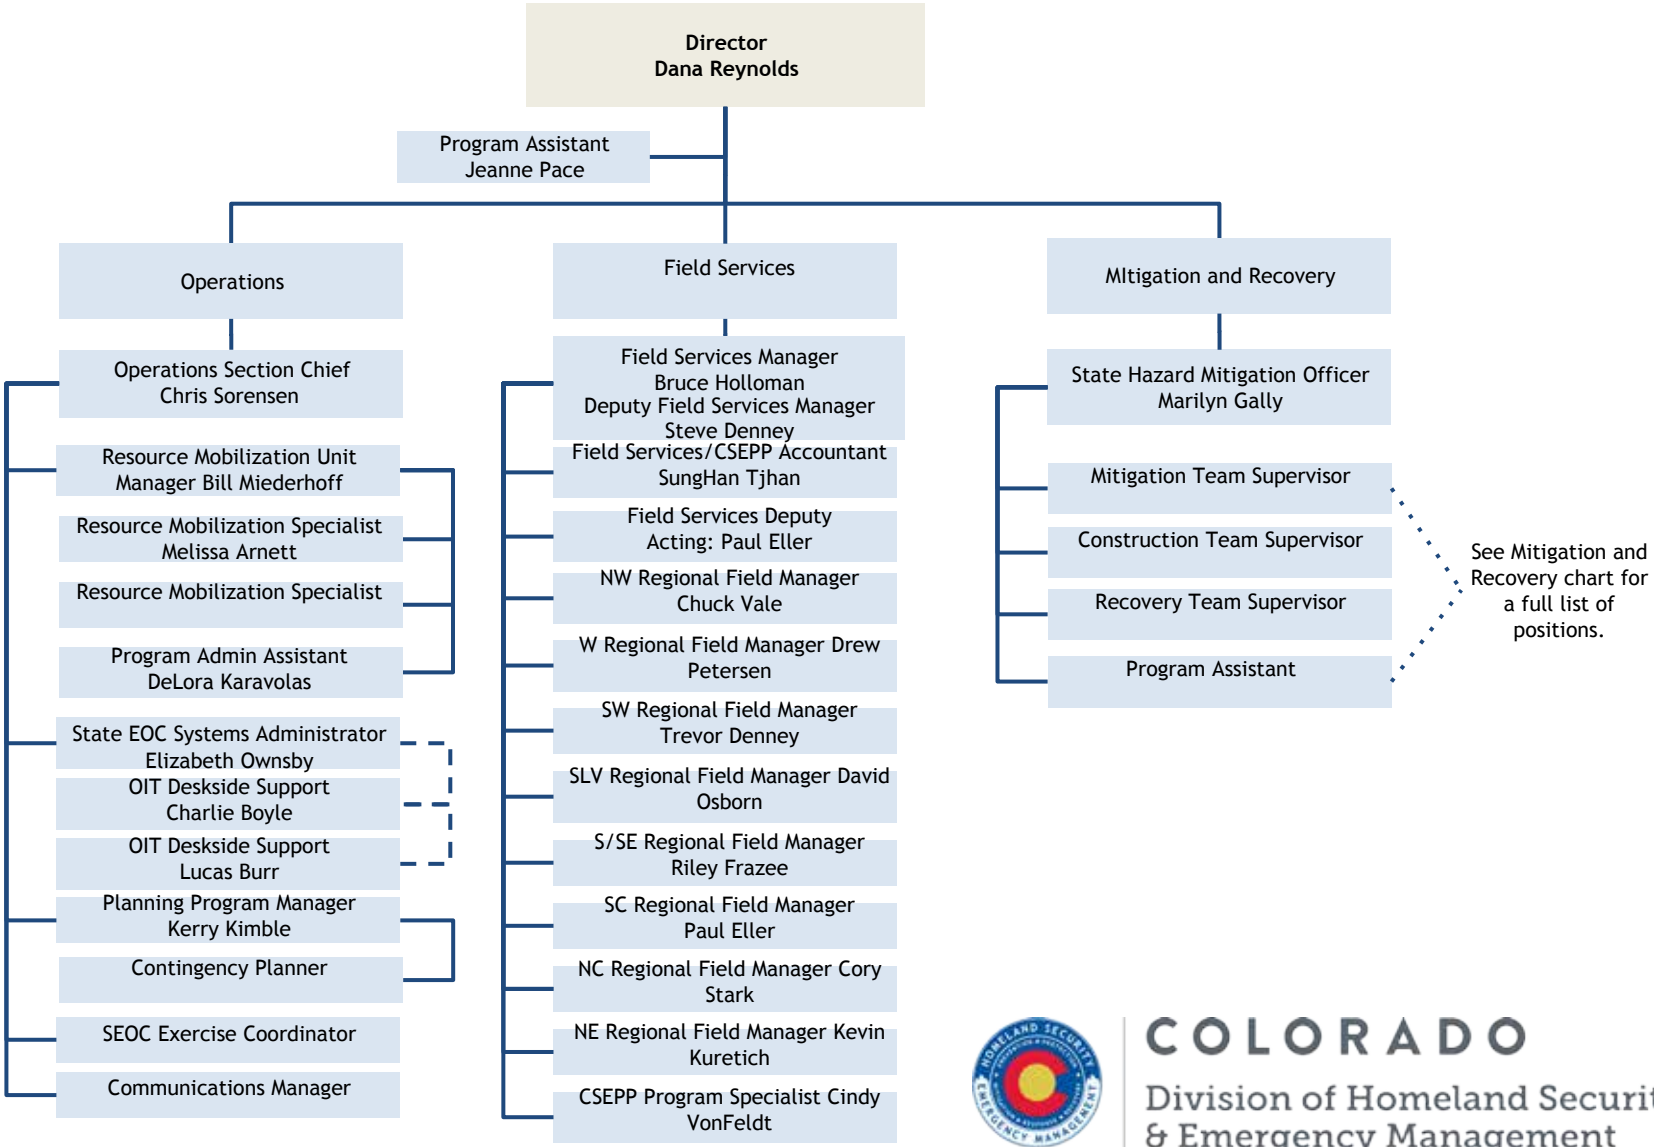 Director
Dana Reynolds
Program Assistant
Jeanne Pace
Operations
Operations Section Chief
Chris Sorensen
Resource Mobilization Unit
Manager Bill Miederhoff
Resource Mobilization Specialist
Melissa Arnett
Resource Mobilization Specialist
Program Admin Assistant
DeLora Karavolas
State EOC Systems Administrator
Elizabeth Ownsby
OIT Deskside Support
Charlie Boyle
OIT Deskside Support
Lucas Burr
Planning Program Manager
Kerry Kimble
Contingency Planner
SEOC Exercise Coordinator
Communications Manager
Field Services
Field Services Manager
Bruce Holloman
Deputy Field Services Manager
Steve Denney
Field Services/CSEPP Accountant
SungHan Tjhan
Field Services Deputy
Acting: Paul Eller
NW Regional Field Manager
Chuck Vale
W Regional Field Manager Drew
Petersen
SW Regional Field Manager
Trevor Denney
SLV Regional Field Manager David
Osborn
S/SE Regional Field Manager
Riley Frazee
SC Regional Field Manager
Paul Eller
NC Regional Field Manager Cory
Stark
NE Regional Field Manager Kevin
Kuretich
CSEPP Program Specialist Cindy
VonFeldt
MItigation and Recovery
State Hazard Mitigation Officer
Marilyn Gally
Mitigation Team Supervisor
Construction Team Supervisor
Recovery Team Supervisor
Program Assistant
See Mitigation and
Recovery chart for
a full list of
positions.
HOMELAND SECURITY
EMERGENCY MANAGEMENT
COLORADO
Division of Homeland Securit
& Emergency Management